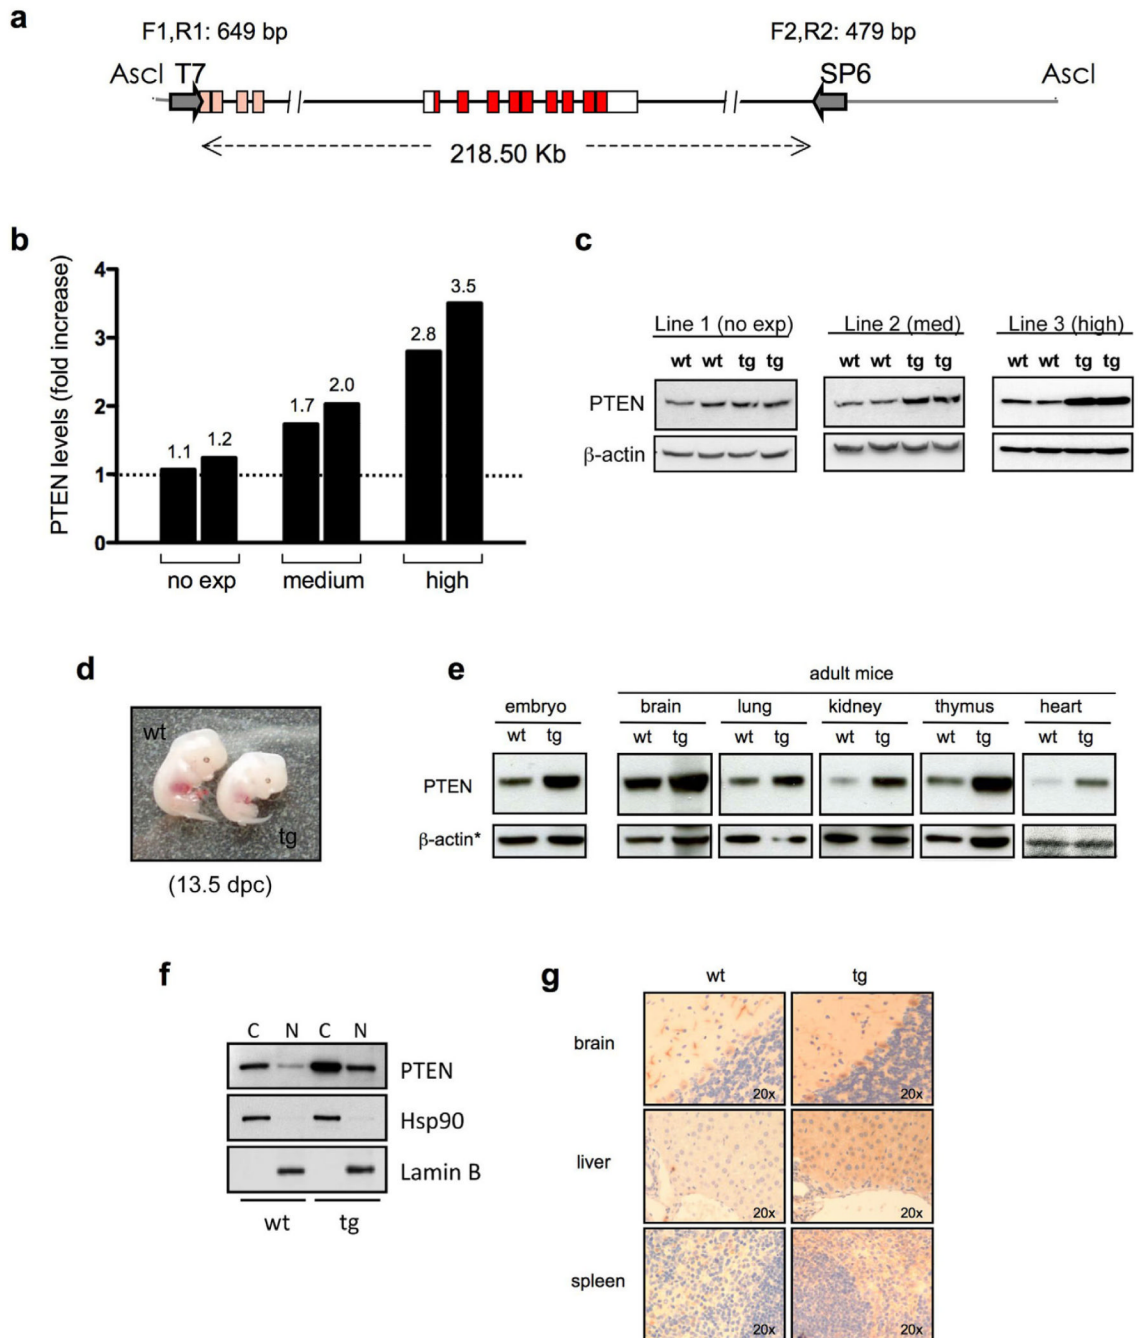 a
F1,R1: 649 bp
F2,R2: 479 bp
AscI T7
SP6
AscI
218.50 Kb
b
PTEN levels (fold increase)
4
3
2
1
0
1.1
1.2
1.7
2.0
2.8
3.5
no exp
medium
high
c
Line 1 (no exp)
Line 2 (med)
Line 3 (high)
wt wt tg tg
wt wt tg tg
wt wt tg tg
PTEN
β-actin
d
wt
tg
(13.5 dpc)
e
adult mice
embryo
brain
lung
kidney
thymus
heart
wt tg
wt tg
wt tg
wt tg
wt tg
wt tg
PTEN
β-actin*
f
C N C N
PTEN
Hsp90
Lamin B
wt
tg
g
wt
tg
brain
20x
20x
liver
20x
20x
spleen
20x
20x